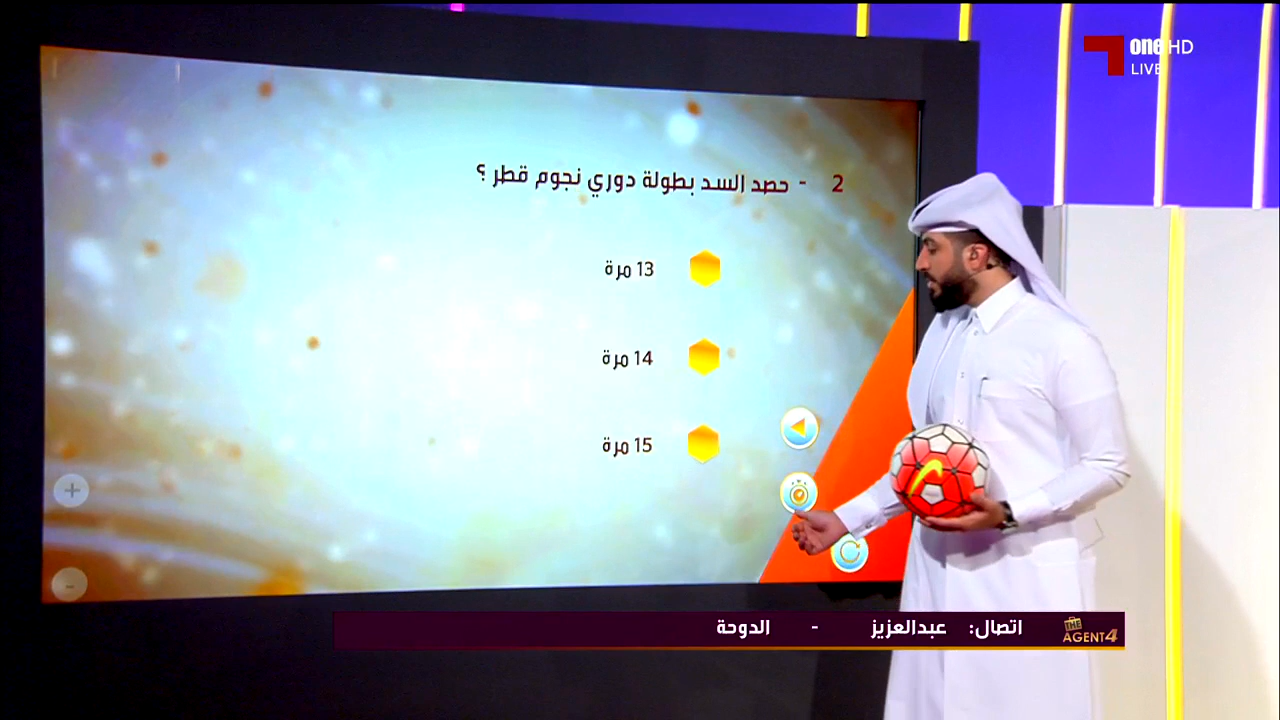 one HD
LIVE
2 - حصد السد بطولة دوري نجوم قطر ؟
13 مرة
14 مرة
15 مرة
اتصال: عبدالعزيز - الدوحة
THE
AGENT4